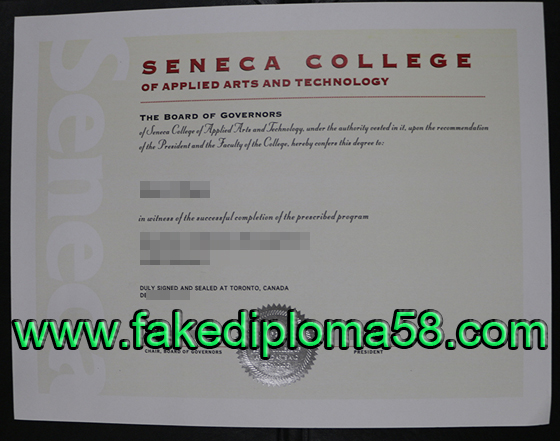 Seneca
SENECA COLLEGE
OF APPLIED ARTS AND TECHNOLOGY
THE BOARD OF GOVERNORS
of Seneca College of Applied Arts and Technology, under the authority vested in it, upon the recommendation
of the President and the Faculty of the College, hereby confers this degree to:
in witness of the successful completion of the prescribed program
DULY SIGNED AND SEALED AT TORONTO, CANADA
www.fakediploma58.com
CHAIR, BOARD OF GOVERNORS
PRESIDENT